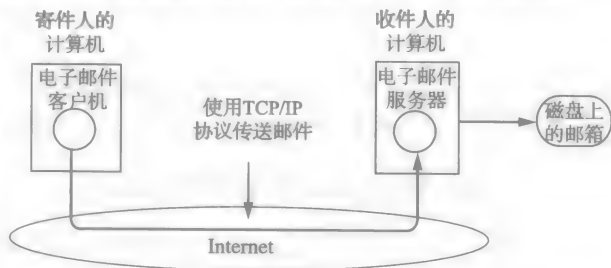 寄件人的
计算机
电子邮件
客户机
使用TCP/IP
协议传送邮件
收件人的
计算机
电子邮件
服务器
磁盘上
的邮箱
Internet